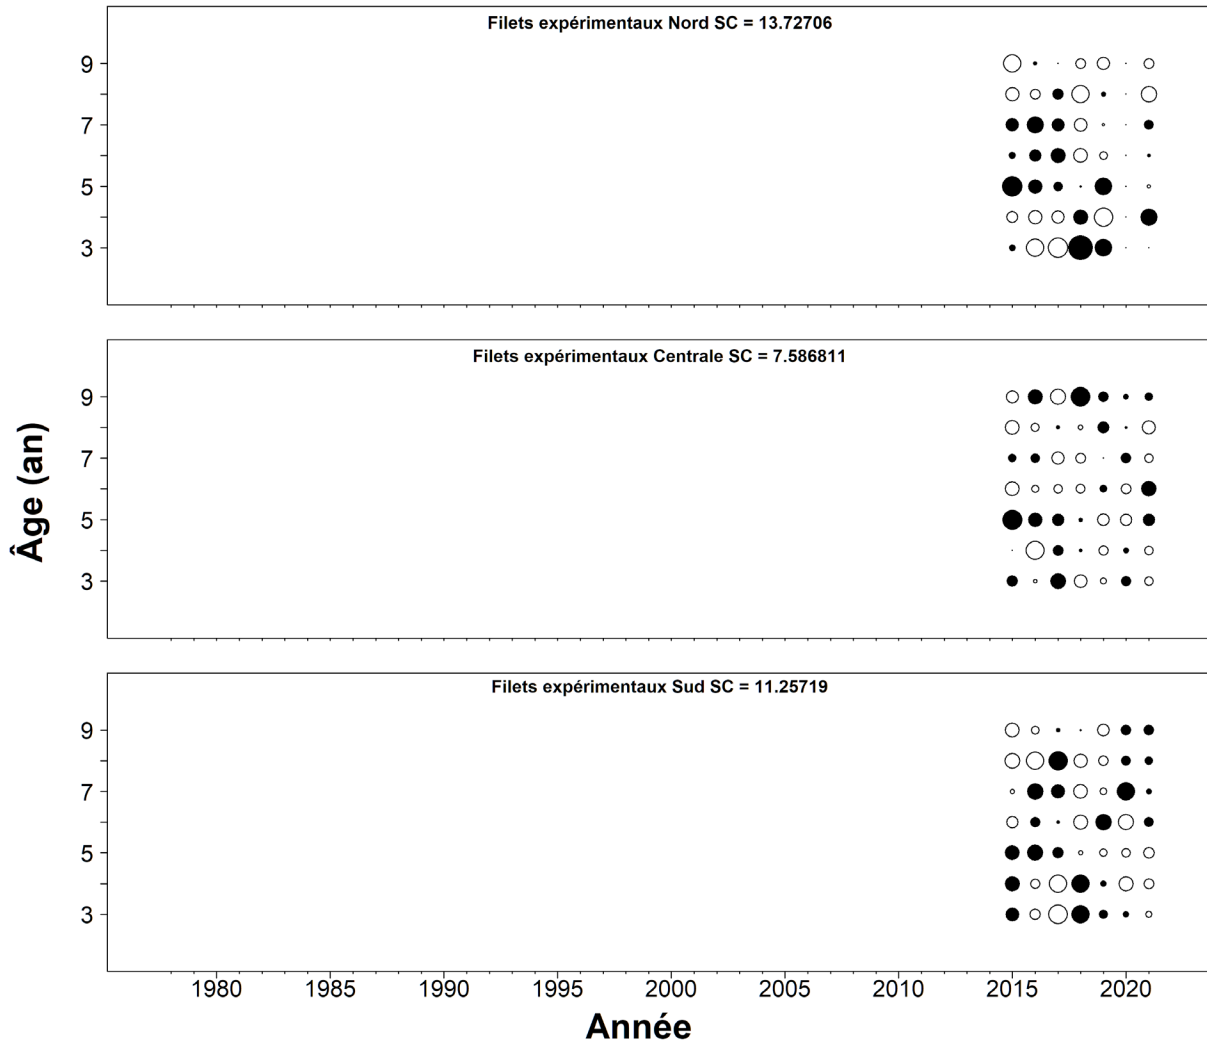 Filets expérimentaux Nord SC = 13.72706
9
7
5
3
Filets expérimentaux Centrale SC = 7.586811
9
7
5
3
Âge (an)
Filets expérimentaux Sud SC = 11.25719
9
7
5
3
1980 1985 1990 1995 2000 2005 2010 2015 2020
Année